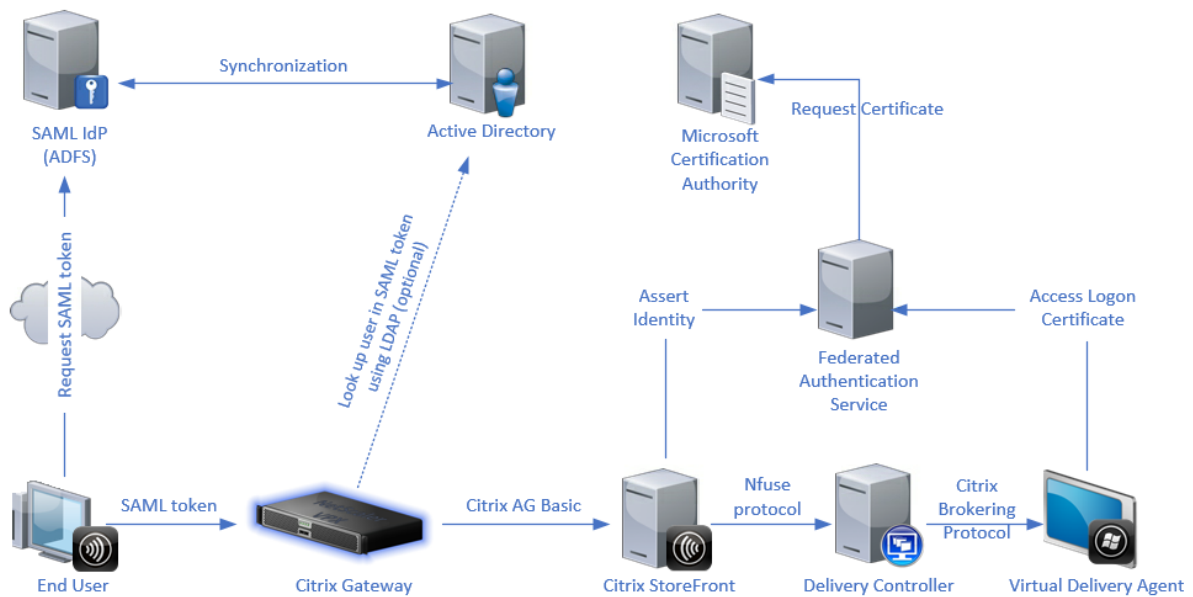 Synchronization
SAML IdP
(ADFS)
Active Directory
Request Certificate
Microsoft
Certification
Authority
Request SAML token
Look up user in SAML token
using LDAP (optional)
Assert
Identity
Access Logon
Certificate
Federated
Authentication
Service
SAML token
Citrix AG Basic
Nfuse
protocol
Citrix
Brokering
Protocol
End User
Citrix Gateway
Citrix StoreFront
Delivery Controller
Virtual Delivery Agent